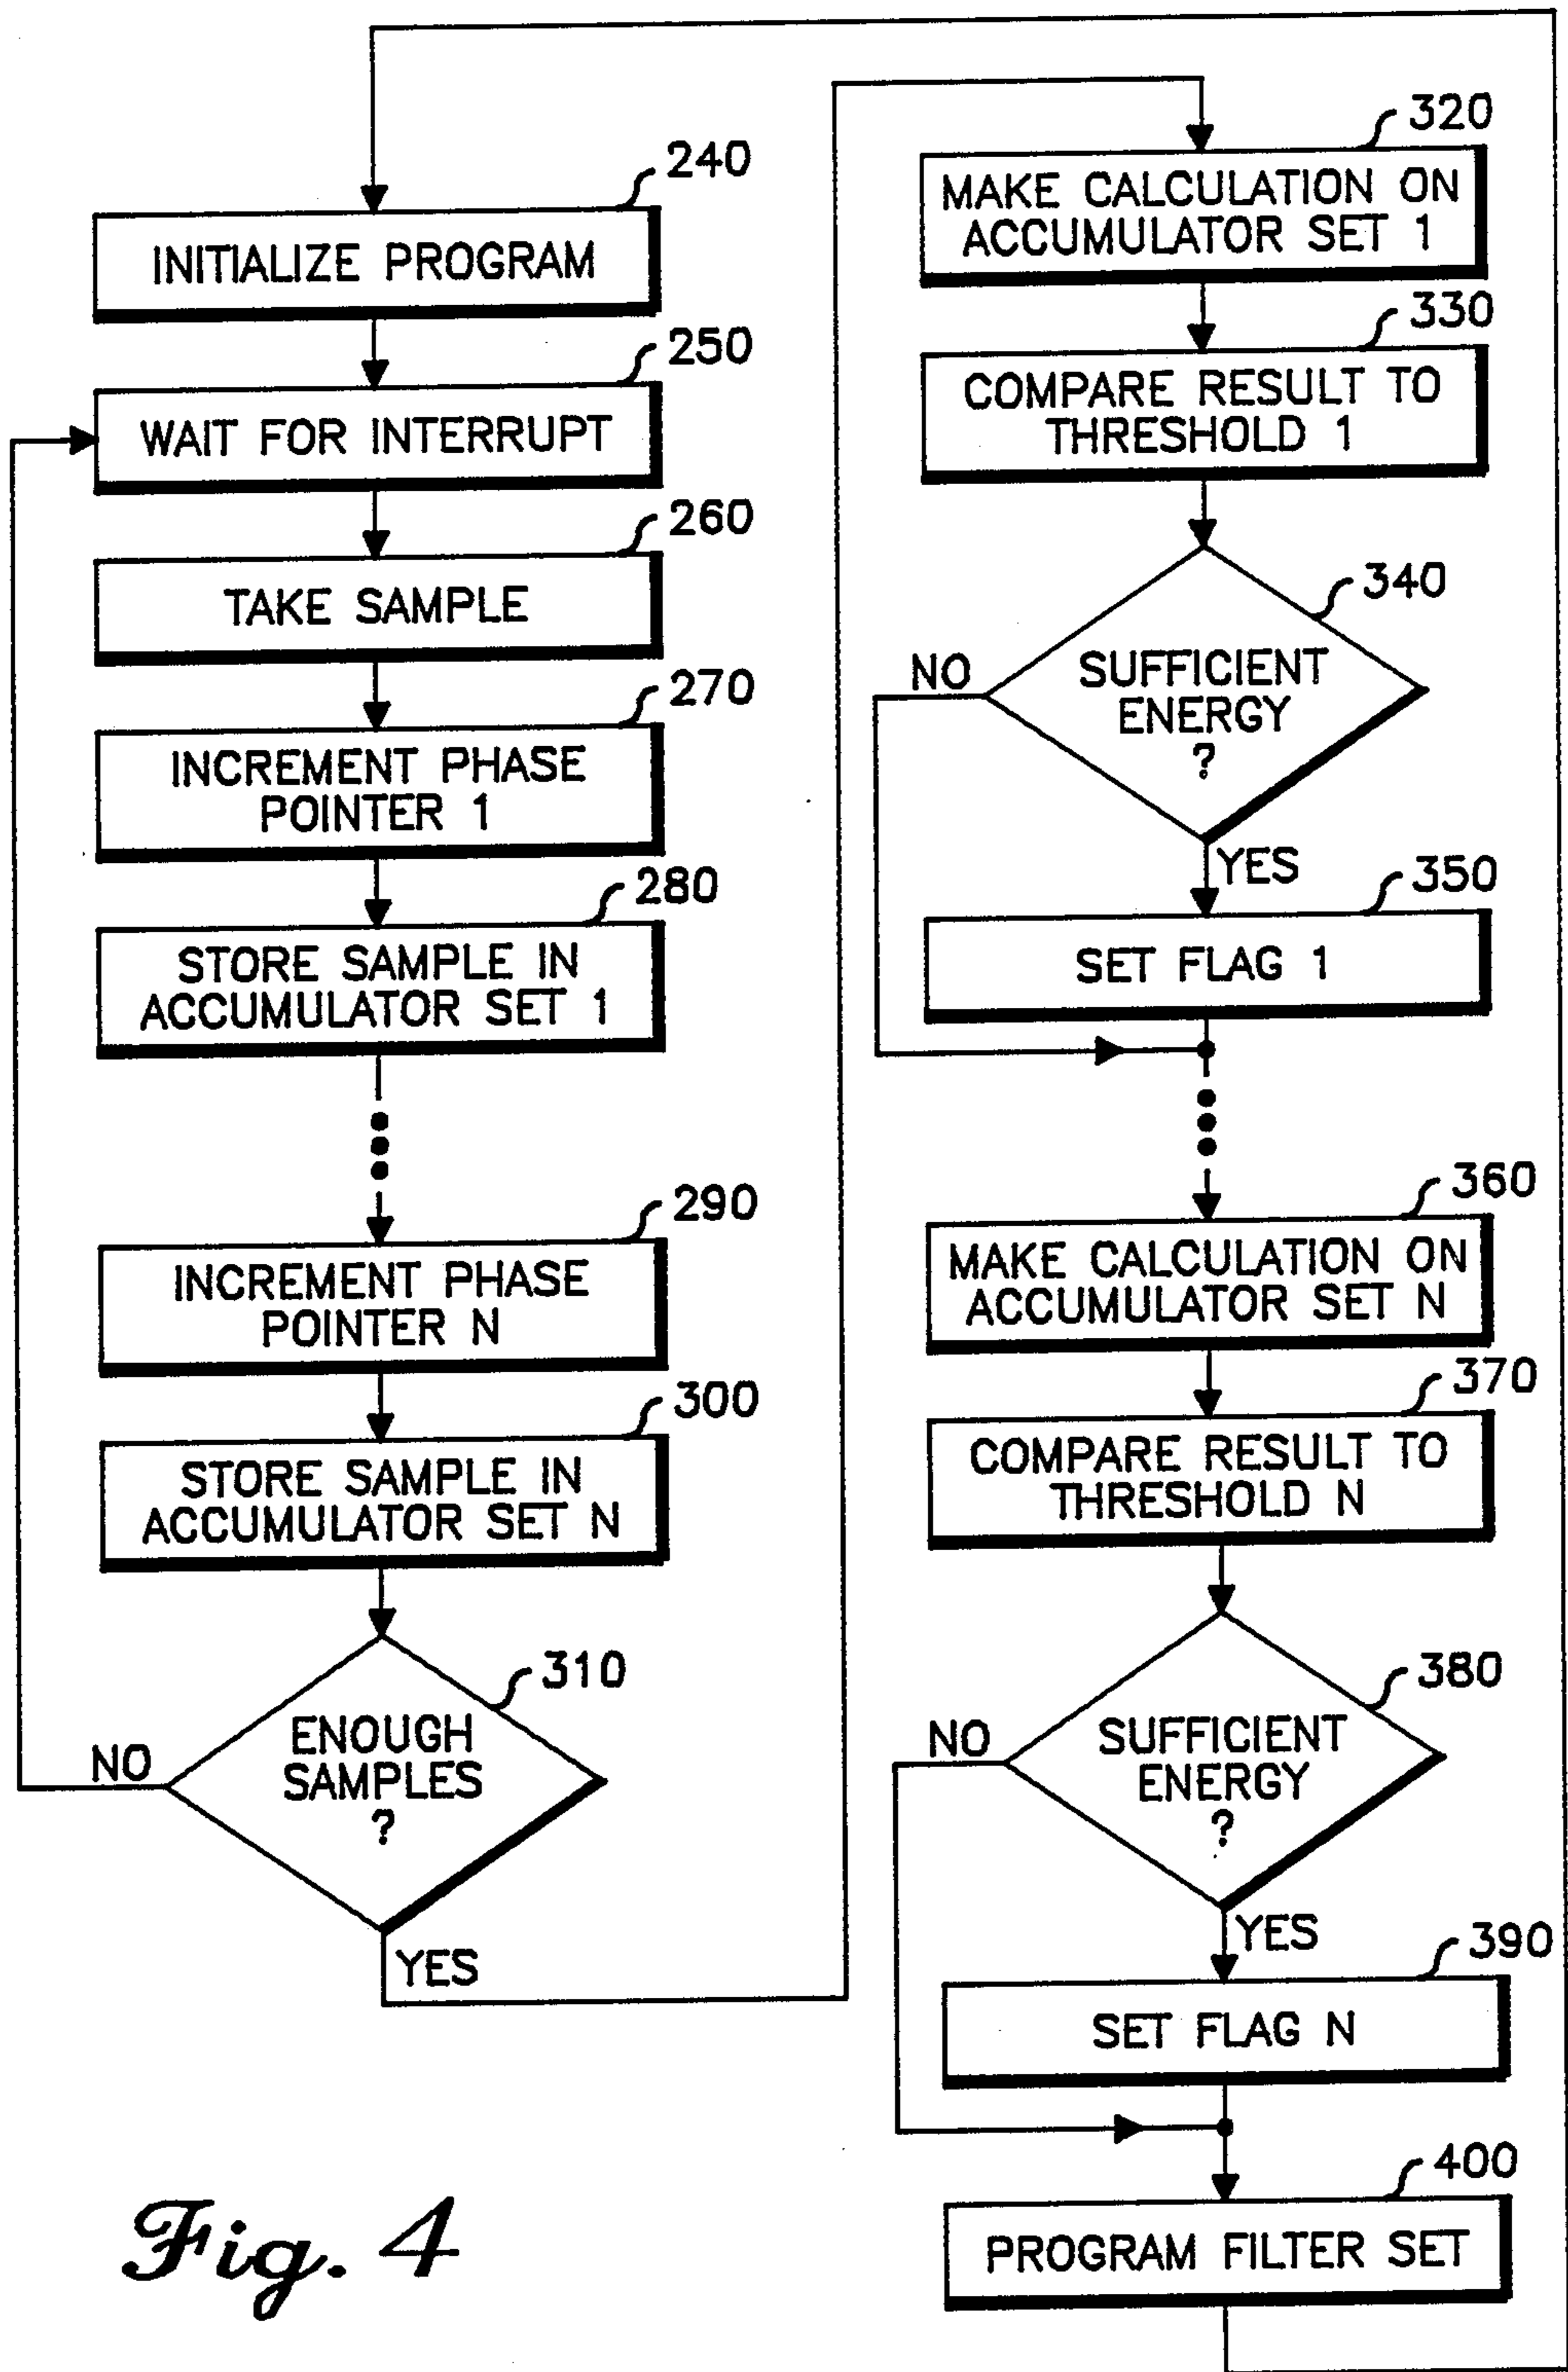 240
INITIALIZE PROGRAM
250
WAIT FOR INTERRUPT
260
TAKE SAMPLE
270
INCREMENT PHASE
POINTER 1
280
STORE SAMPLE IN
ACCUMULATOR SET 1
290
INCREMENT PHASE
POINTER N
300
STORE SAMPLE IN
ACCUMULATOR SET N
310
ENOUGH
SAMPLES
?
NO
YES
320
MAKE CALCULATION ON
ACCUMULATOR SET 1
330
COMPARE RESULT TO
THRESHOLD 1
340
SUFFICIENT
ENERGY
?
NO
YES
350
SET FLAG 1
360
MAKE CALCULATION ON
ACCUMULATOR SET N
370
COMPARE RESULT TO
THRESHOLD N
380
SUFFICIENT
ENERGY
?
NO
YES
390
SET FLAG N
400
PROGRAM FILTER SET
Fig. 4